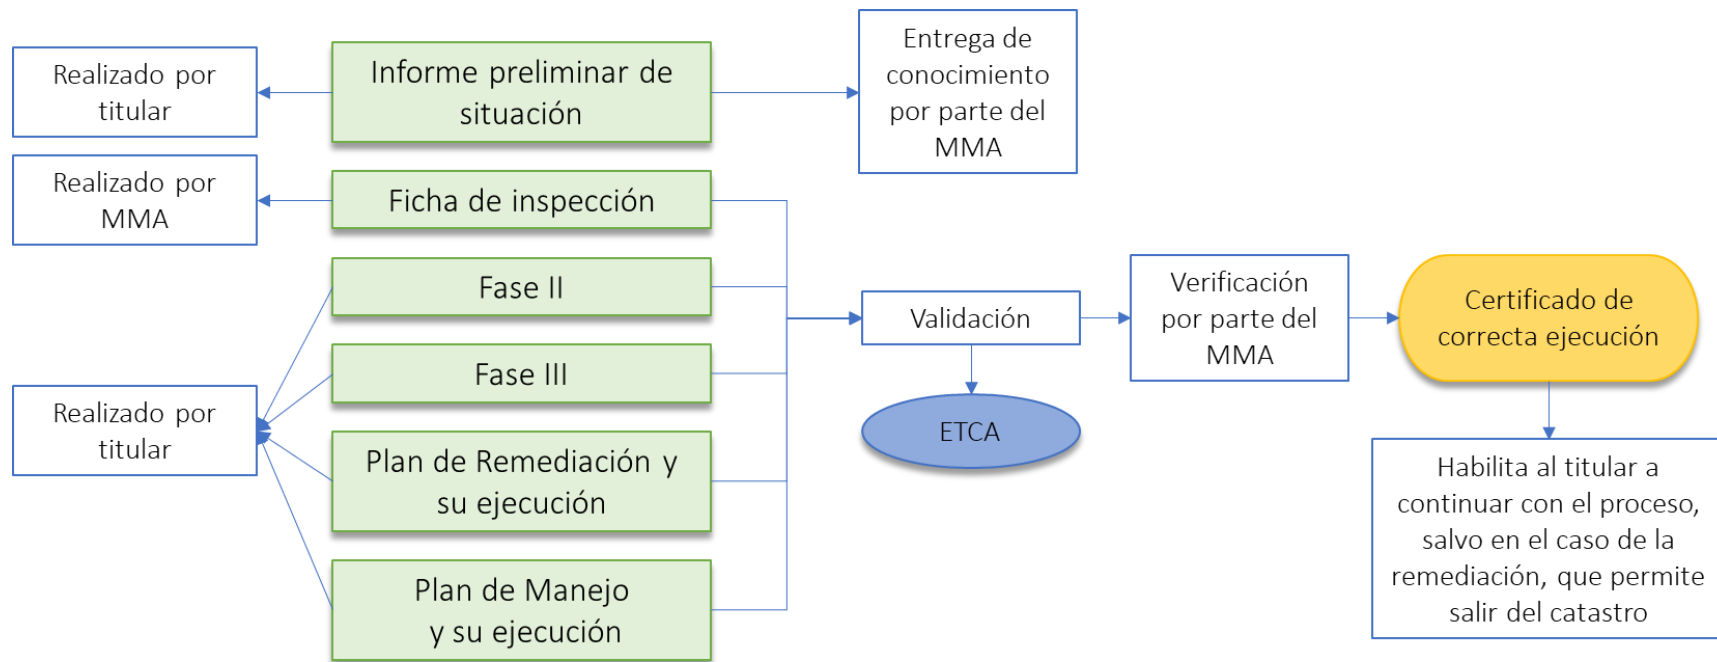 Realizado por
titular
Informe preliminar de
situación
Entrega de
conocimiento
por parte del
MMA
Realizado por
MMA
Ficha de inspección
Fase II
Fase III
Realizado por
titular
Plan de Remediación y
su ejecución
Plan de Manejo
y su ejecución
Validación
ETCA
Verificación
por parte del
MMA
Certificado de
correcta ejecución
Habilita al titular a
continuar con el proceso,
salvo en el caso de la
remediación, que permite
salir del catastro